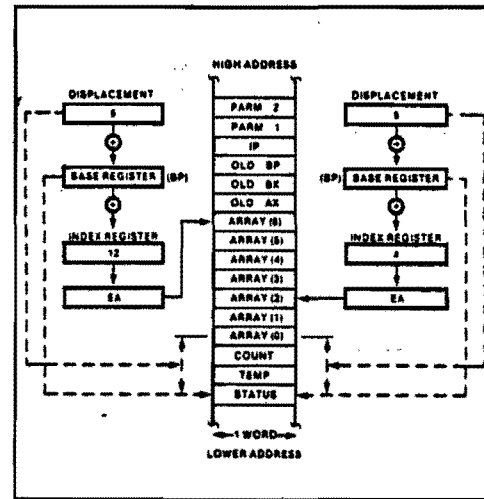 HIGH ADDRESS
DISPLACEMENT
BASE REGISTER
(BP)
INDEX REGISTER
12
EA
PARM 2
PARM 1
IP
OLD BP
OLD BX
OLD AX
ARRAY (6)
ARRAY (5)
ARRAY (4)
ARRAY (3)
ARRAY (2)
ARRAY (1)
ARRAY (0)
COUNT
TEMP
STATUS
1 WORD
LOWER ADDRESS
DISPLACEMENT
(BP)
BASE REGISTER
INDEX REGISTER
4
EA